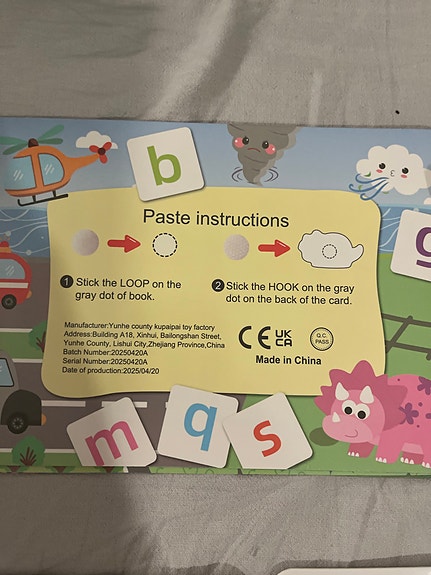 b
Paste instructions
g
1 Stick the LOOP on the
gray dot of book.
2 Stick the HOOK on the gray
dot on the back of the card.
Manufacturer:Yunhe county kupaipai toy factory
Address:Building A18, Xinhui, Bailongshan Street,
Yunhe County, Lishui City,Zhejiang Province,China
Batch Number:20250420A
Serial Number:20250420A
Date of production:2025/04/20
CE UK
CA
Q.C.
PASS
Made in China
m
q
s